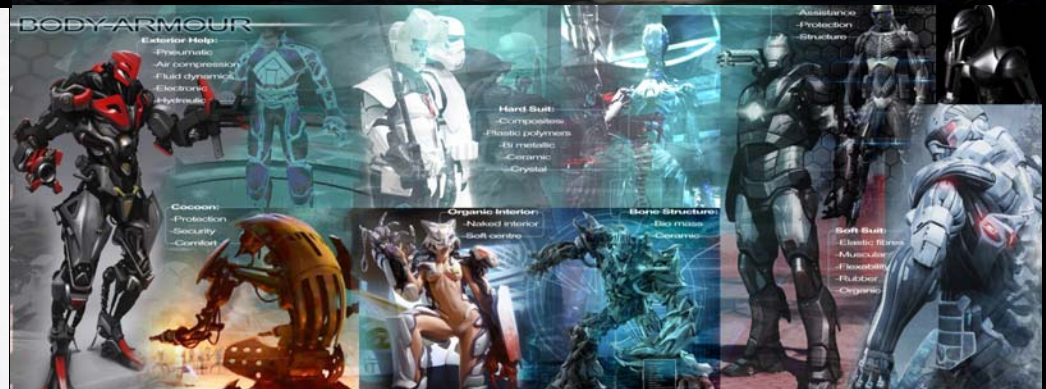 BODY-ARMOUR
Exterior Help:
-Pneumatic
-Air compression
-Fluid dynamics
-Electronic
-Hydraulic
Hard Suit:
-Composites
-Plastic polymers
-Bi metallic
-Ceramic
-Crystal
Assistance
-Protection
-Structure
Cocoon:
-Protection
-Security
-Comfort
Organic Interior:
-Naked interior
-Soft centre
Bone Structure:
-Bio mass
-Ceramic
Soft Suit:
-Elastic fibres
-Muscular
-Flexability
-Rubber
-Organic